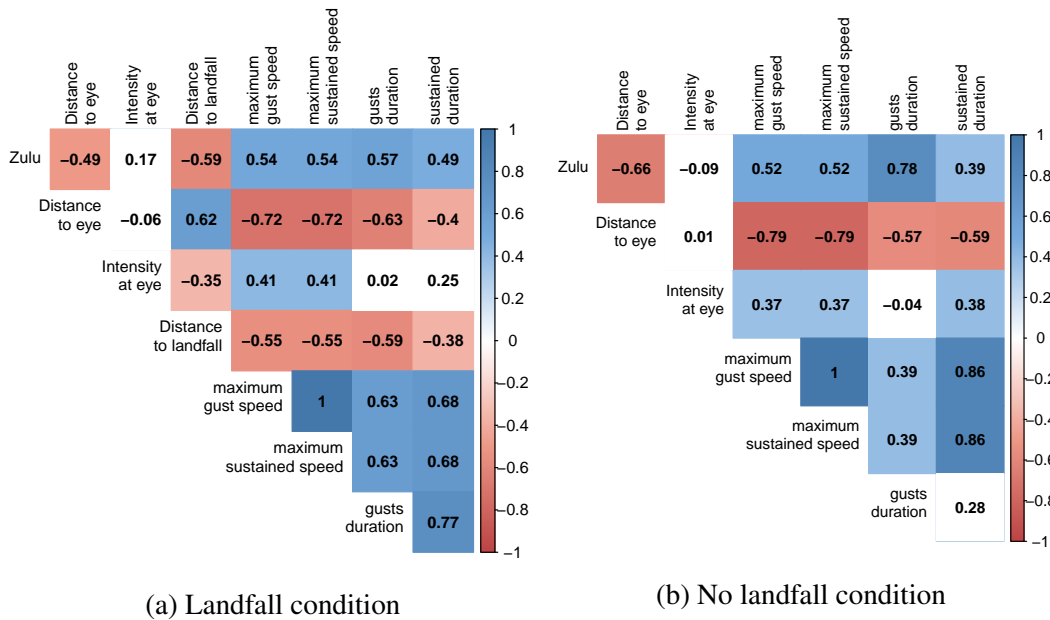 Distance
to eye
Intensity
at eye
Distance
to landfall
maximum
gust speed
maximum
sustained speed
gusts
duration
sustained
duration
Zulu
−0.49 0.17 −0.59 0.54 0.54 0.57 0.49
Distance
to eye
−0.06 0.62 −0.72 −0.72 −0.63 −0.4
Intensity
at eye
−0.35 0.41 0.41 0.02 0.25
Distance
to landfall
−0.55 −0.55 −0.59 −0.38
maximum
gust speed
1 0.63 0.68
maximum
sustained speed
0.63 0.68
gusts
duration
0.77
1
0.8
0.6
0.4
0.2
0
−0.2
−0.4
−0.6
−0.8
−1
(a) Landfall condition
Distance
to eye
Intensity
at eye
maximum
gust speed
maximum
sustained speed
gusts
duration
sustained
duration
Zulu
−0.66 −0.09 0.52 0.52 0.78 0.39
Distance
to eye
0.01 −0.79 −0.79 −0.57 −0.59
Intensity
at eye
0.37 0.37 −0.04 0.38
maximum
gust speed
1 0.39 0.86
maximum
sustained speed
0.39 0.86
gusts
duration
0.28
1
0.8
0.6
0.4
0.2
0
−0.2
−0.4
−0.6
−0.8
−1
(b) No landfall condition